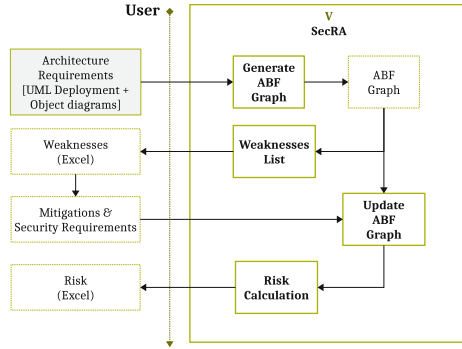 User
V
SecRA
Architecture
Requirements
[UML Deployment +
Object diagrams]
Generate
ABF
Graph
ABF
Graph
Weaknesses
(Excel)
Weaknesses
List
Mitigations &
Security Requirements
Update
ABF
Graph
Risk
(Excel)
Risk
Calculation